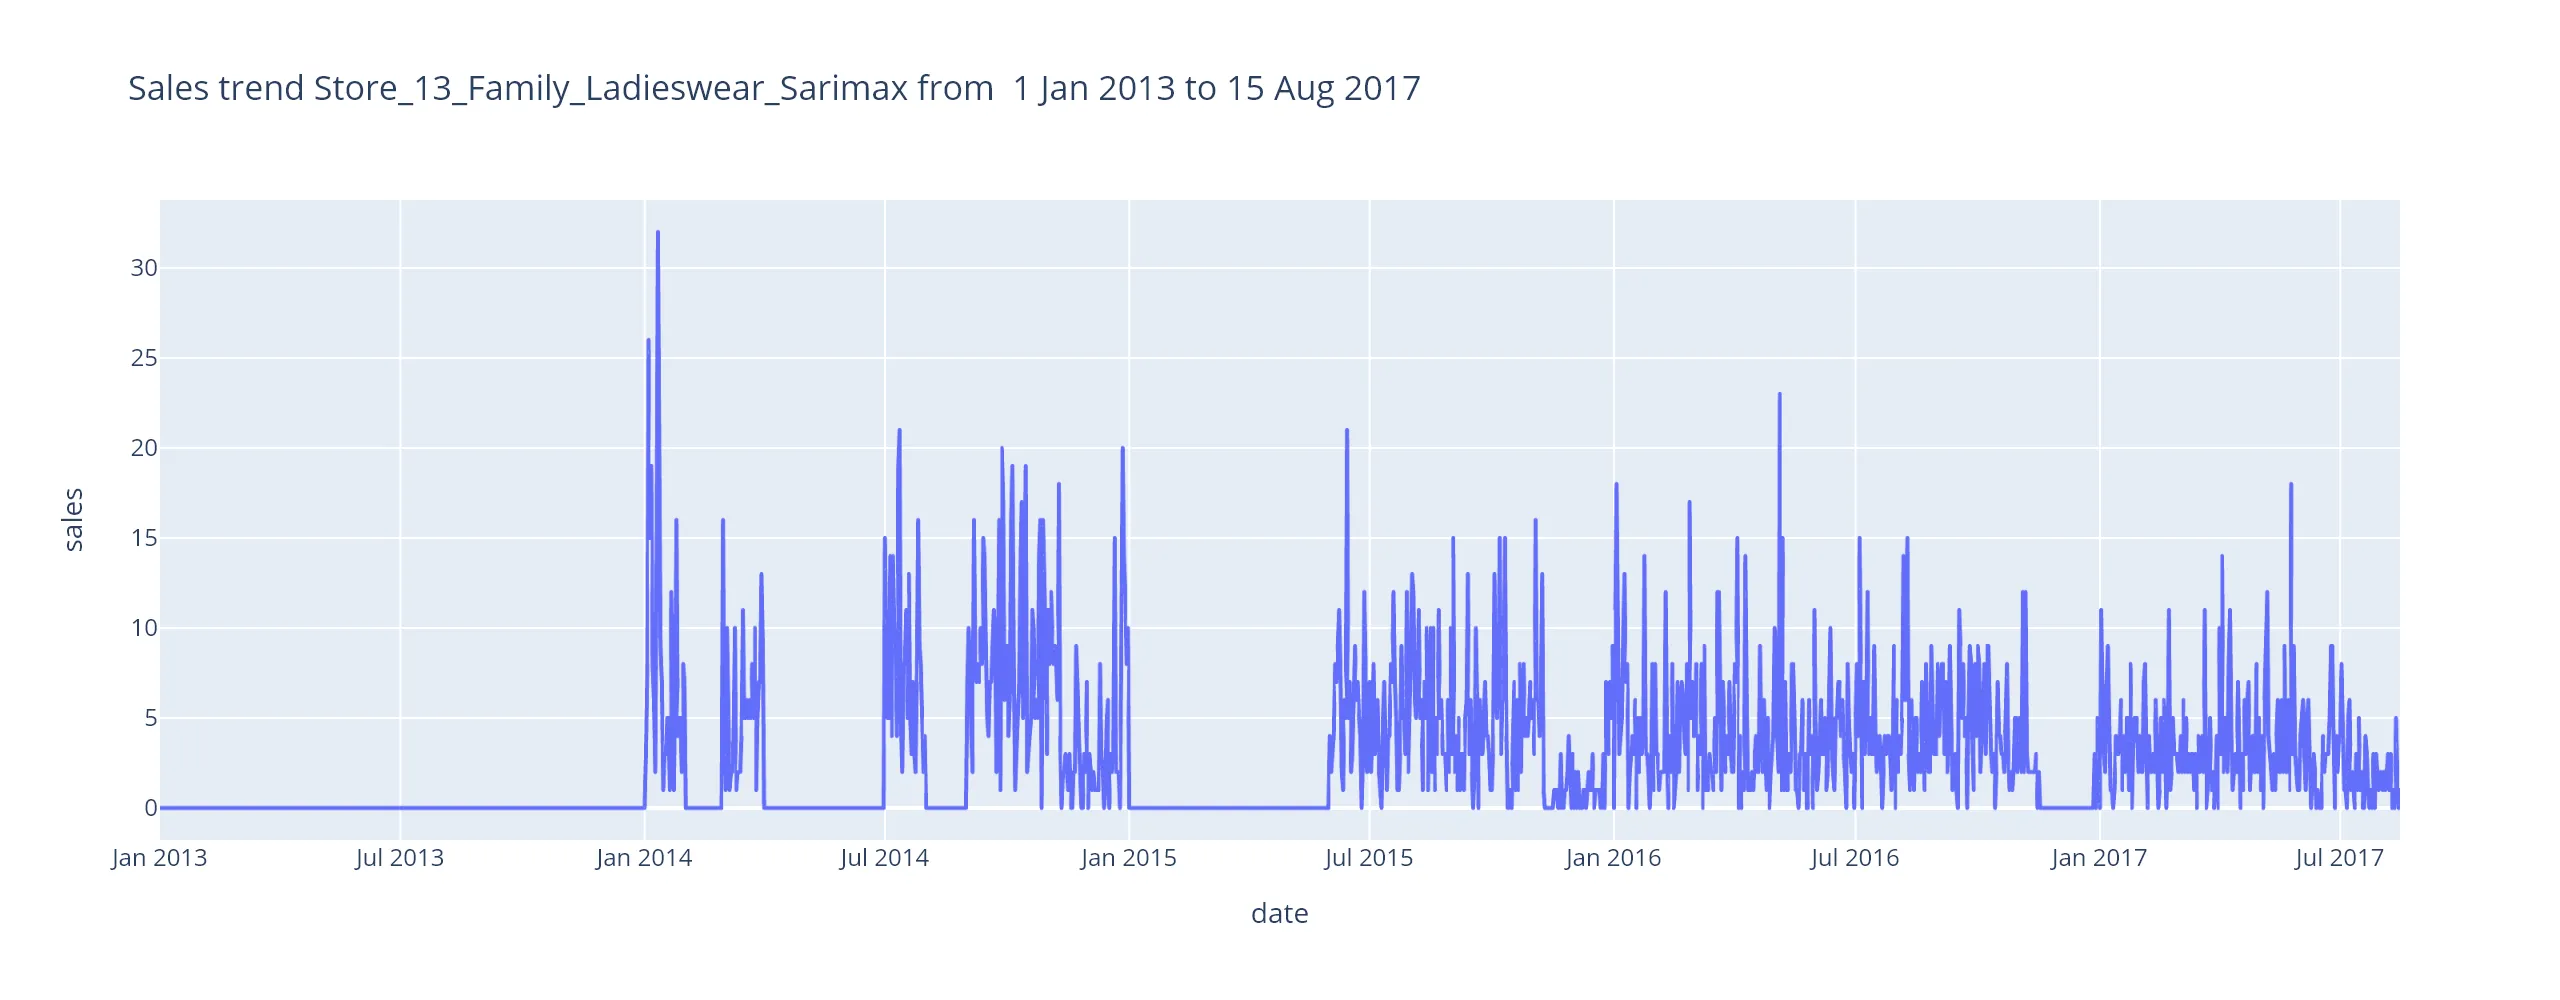 Sales trend Store_13_Family_Ladieswear_Sarimax from  1 Jan 2013 to 15 Aug 2017
sales
30
25
20
15
10
5
0
Jan 2013 Jul 2013 Jan 2014 Jul 2014 Jan 2015 Jul 2015 Jan 2016 Jul 2016 Jan 2017 Jul 2017
date